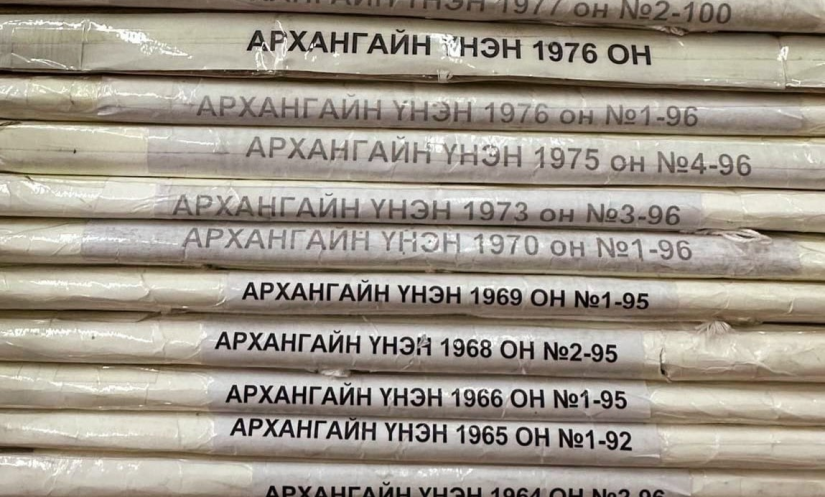 ҮНЭН 1977 он №2-100
АРХАНГАЙН ҮНЭН 1976 ОН
АРХАНГАЙН ҮНЭН 1976 он №1-96
АРХАНГАЙН ҮНЭН 1975 он №4-96
АРХАНГАЙН ҮНЭН 1973 он №3-96
АРХАНГАЙН ҮНЭН 1970 он №1-96
АРХАНГАЙН ҮНЭН 1969 ОН №1-95
АРХАНГАЙН ҮНЭН 1968 ОН №2-95
АРХАНГАЙН ҮНЭН 1966 ОН №1-95
АРХАНГАЙН ҮНЭН 1965 ОН №1-92
АРХАНГАЙН ҮНЭН 1964 ОН №2-96